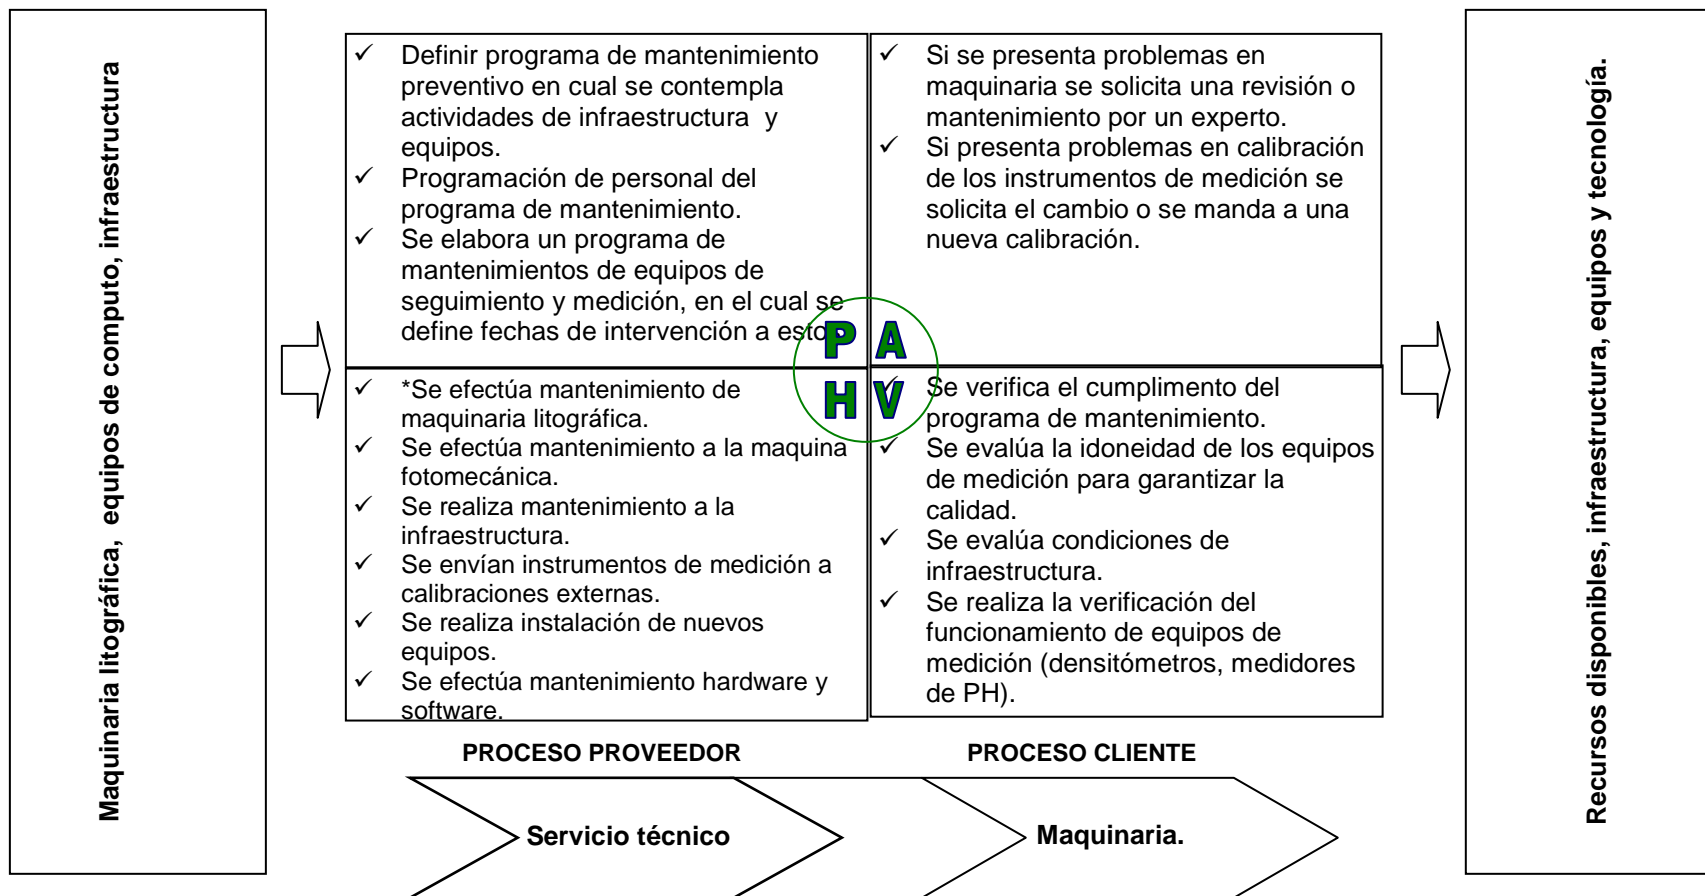 Maquinaria litográfica,  equipos de computo, infraestructura
Definir programa de mantenimiento
preventivo en cual se contempla
actividades de infraestructura  y
equipos.
Programación de personal del
programa de mantenimiento.
Se elabora un programa de
mantenimientos de equipos de
seguimiento y medición, en el cual se
define fechas de intervención a esto
Si se presenta problemas en
maquinaria se solicita una revisión o
mantenimiento por un experto.
Si presenta problemas en calibración
de los instrumentos de medición se
solicita el cambio o se manda a una
nueva calibración.
P A
H V
*Se efectúa mantenimiento de
maquinaria litográfica.
Se efectúa mantenimiento a la maquina
fotomecánica.
Se realiza mantenimiento a la
infraestructura.
Se envían instrumentos de medición a
calibraciones externas.
Se realiza instalación de nuevos
equipos.
Se efectúa mantenimiento hardware y
software.
Se verifica el cumplimento del
programa de mantenimiento.
Se evalúa la idoneidad de los equipos
de medición para garantizar la
calidad.
Se evalúa condiciones de
infraestructura.
Se realiza la verificación del
funcionamiento de equipos de
medición (densitómetros, medidores
de PH).
Recursos disponibles, infraestructura, equipos y tecnología.
PROCESO PROVEEDOR
PROCESO CLIENTE
Servicio técnico
Maquinaria.